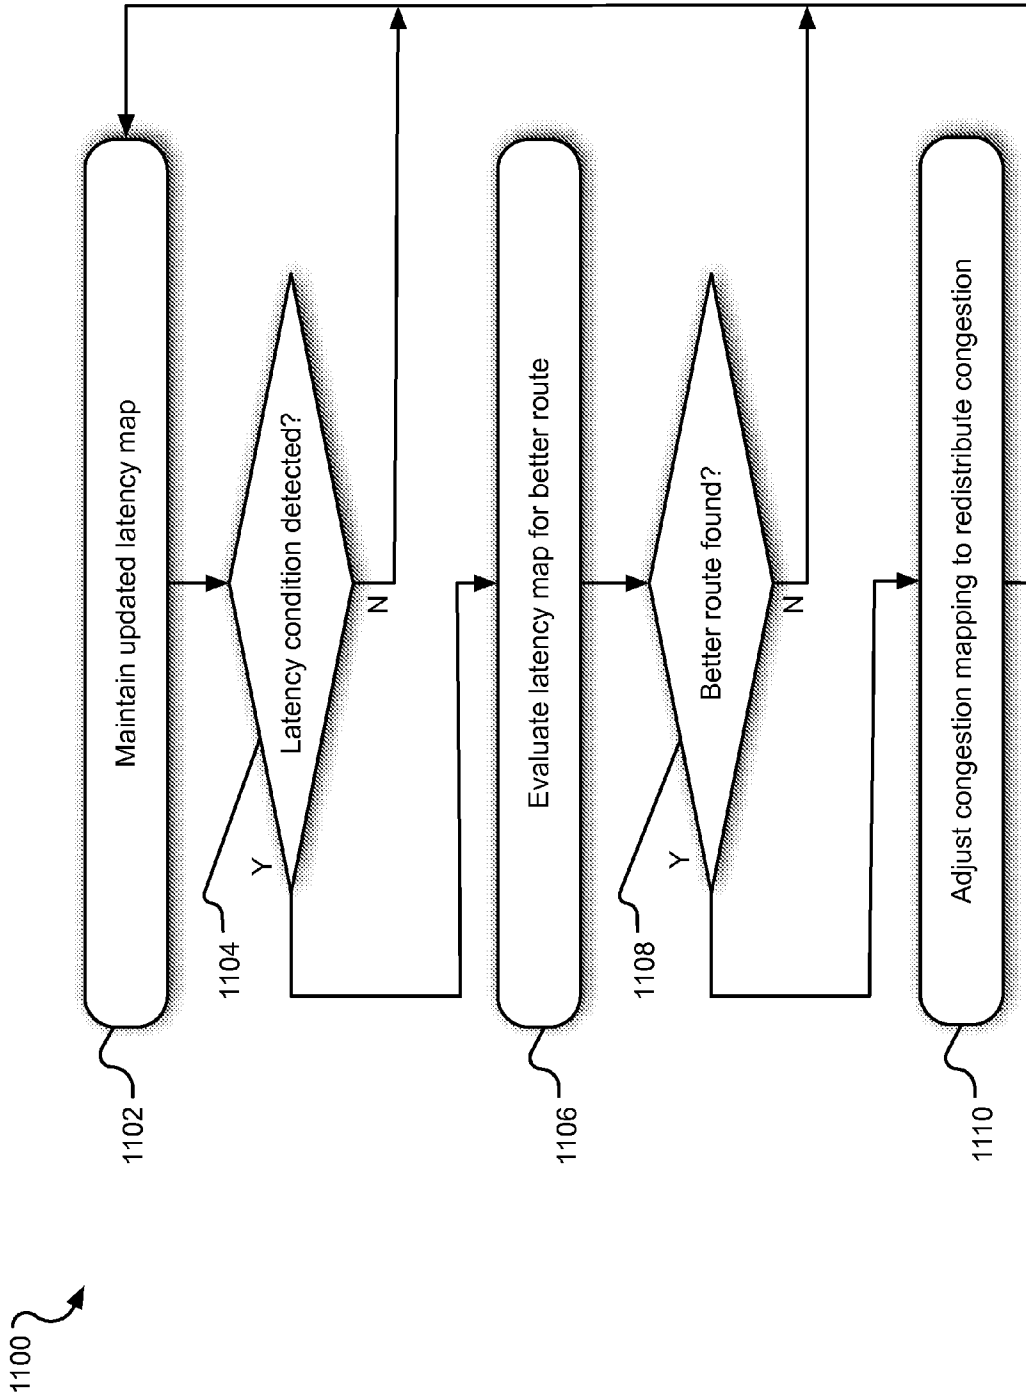 1100
1102
Maintain updated latency map
1104
Latency condition detected?
Y
N
1106
Evaluate latency map for better route
1108
Better route found?
Y
N
1110
Adjust congestion mapping to redistribute congestion